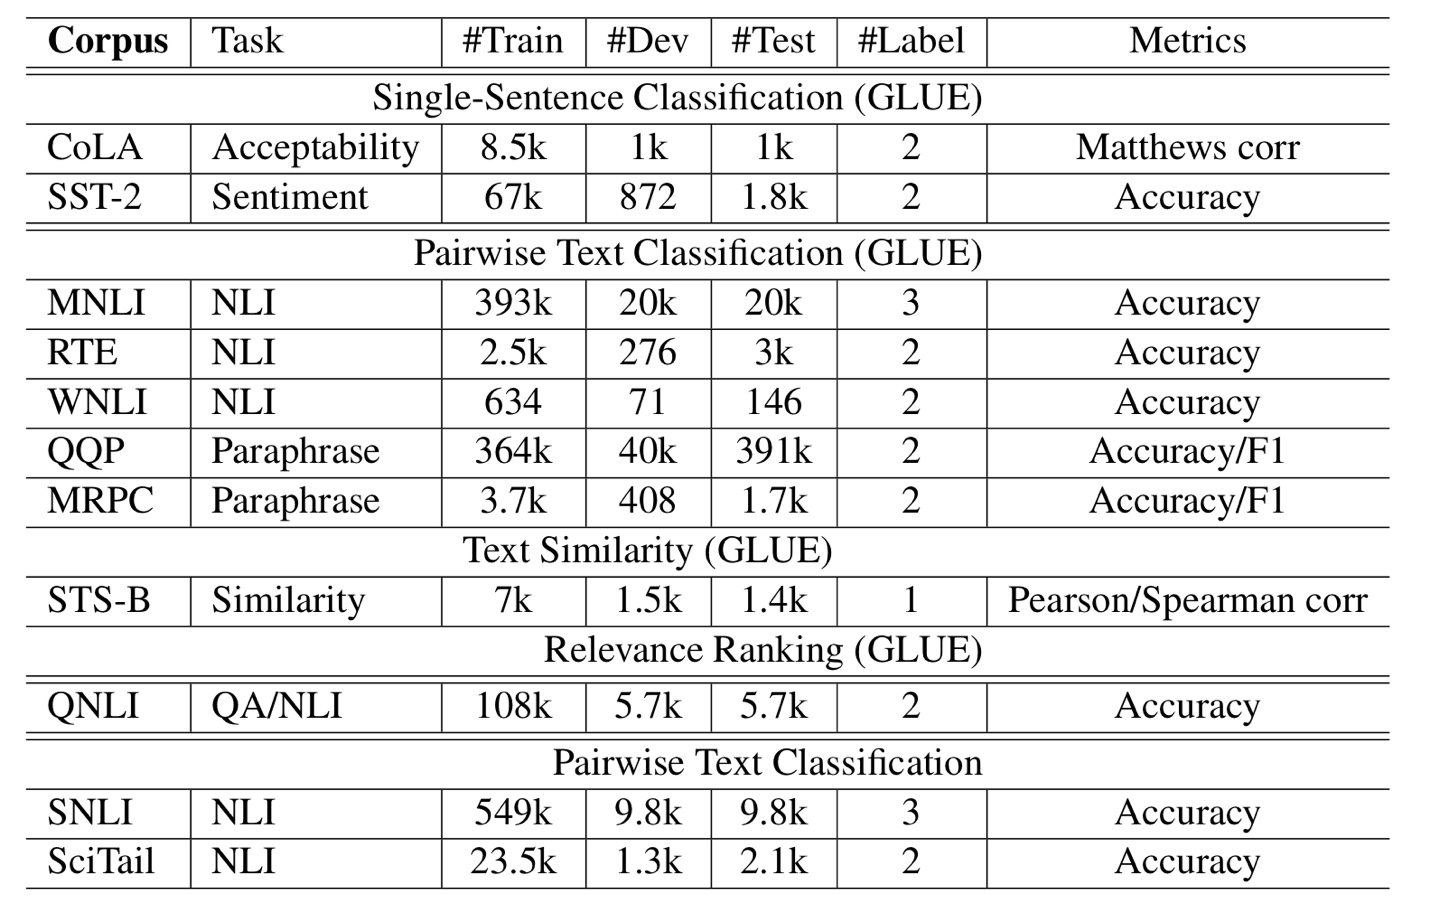 Corpus Task #Train #Dev #Test #Label Metrics
Single-Sentence Classification (GLUE)
CoLA Acceptability 8.5k 1k 1k 2 Matthews corr
SST-2 Sentiment 67k 872 1.8k 2 Accuracy
Pairwise Text Classification (GLUE)
MNLI NLI 393k 20k 20k 3 Accuracy
RTE NLI 2.5k 276 3k 2 Accuracy
WNLI NLI 634 71 146 2 Accuracy
QQP Paraphrase 364k 40k 391k 2 Accuracy/F1
MRPC Paraphrase 3.7k 408 1.7k 2 Accuracy/F1
Text Similarity (GLUE)
STS-B Similarity 7k 1.5k 1.4k 1 Pearson/Spearman corr
Relevance Ranking (GLUE)
QNLI QA/NLI 108k 5.7k 5.7k 2 Accuracy
Pairwise Text Classification
SNLI NLI 549k 9.8k 9.8k 3 Accuracy
SciTail NLI 23.5k 1.3k 2.1k 2 Accuracy